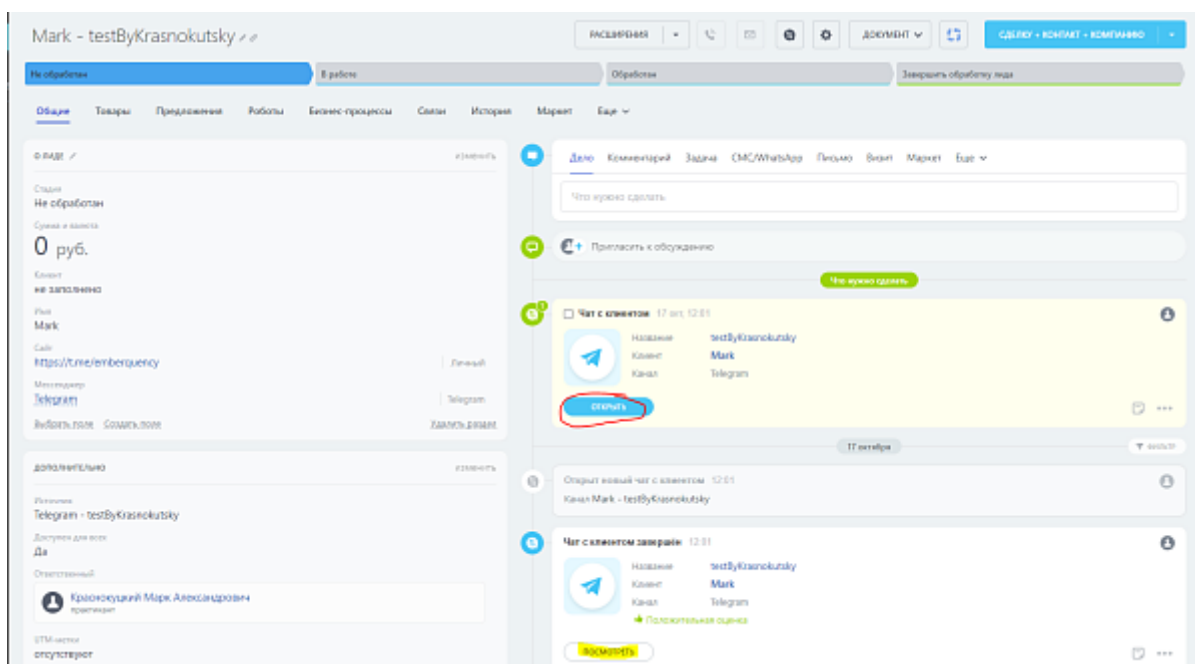 Mark - testByKrasnokutsky
РАСШИРЕНИЯ
ДОКУМЕНТ
СДЕЛКУ + КОНТАКТ + КОМПАНИЮ
Не обработан
В работе
Обработан
Завершить обработку лида
Общие Товары Предложения Роботы Бизнес-процессы Связи История Маркет Еще
О ЛИДЕ
изменить
Стадия
Не обработан
Сумма и валюта
0 руб.
Клиент
не заполнено
Имя
Mark
Сайт
https://t.me/emberquency
Личный
Мессенджер
Telegram
Telegram
Выбрать поле Создать поле
Удалить раздел
ДОПОЛНИТЕЛЬНО
изменить
Источник
Telegram - testByKrasnokutsky
Доступен для всех
Да
Ответственный
Краснокуцкий Марк Александрович
практикант
UTM-метки
отсутствуют
Дело Комментарий Задача СМС/WhatsApp Письмо Визит Маркет Еще
Что нужно сделать
Пригласить к обсуждению
Что нужно сделать
1
Чат с клиентом 17 окт, 12:01
Название testByKrasnokutsky
Клиент Mark
Канал Telegram
ОТКРЫТЬ
17 октября
ФИЛЬТР
Открыт новый чат с клиентом 12:01
Канал Mark - testByKrasnokutsky
Чат с клиентом завершён 12:01
Название testByKrasnokutsky
Клиент Mark
Канал Telegram
Положительная оценка
ПОСМОТРЕТЬ